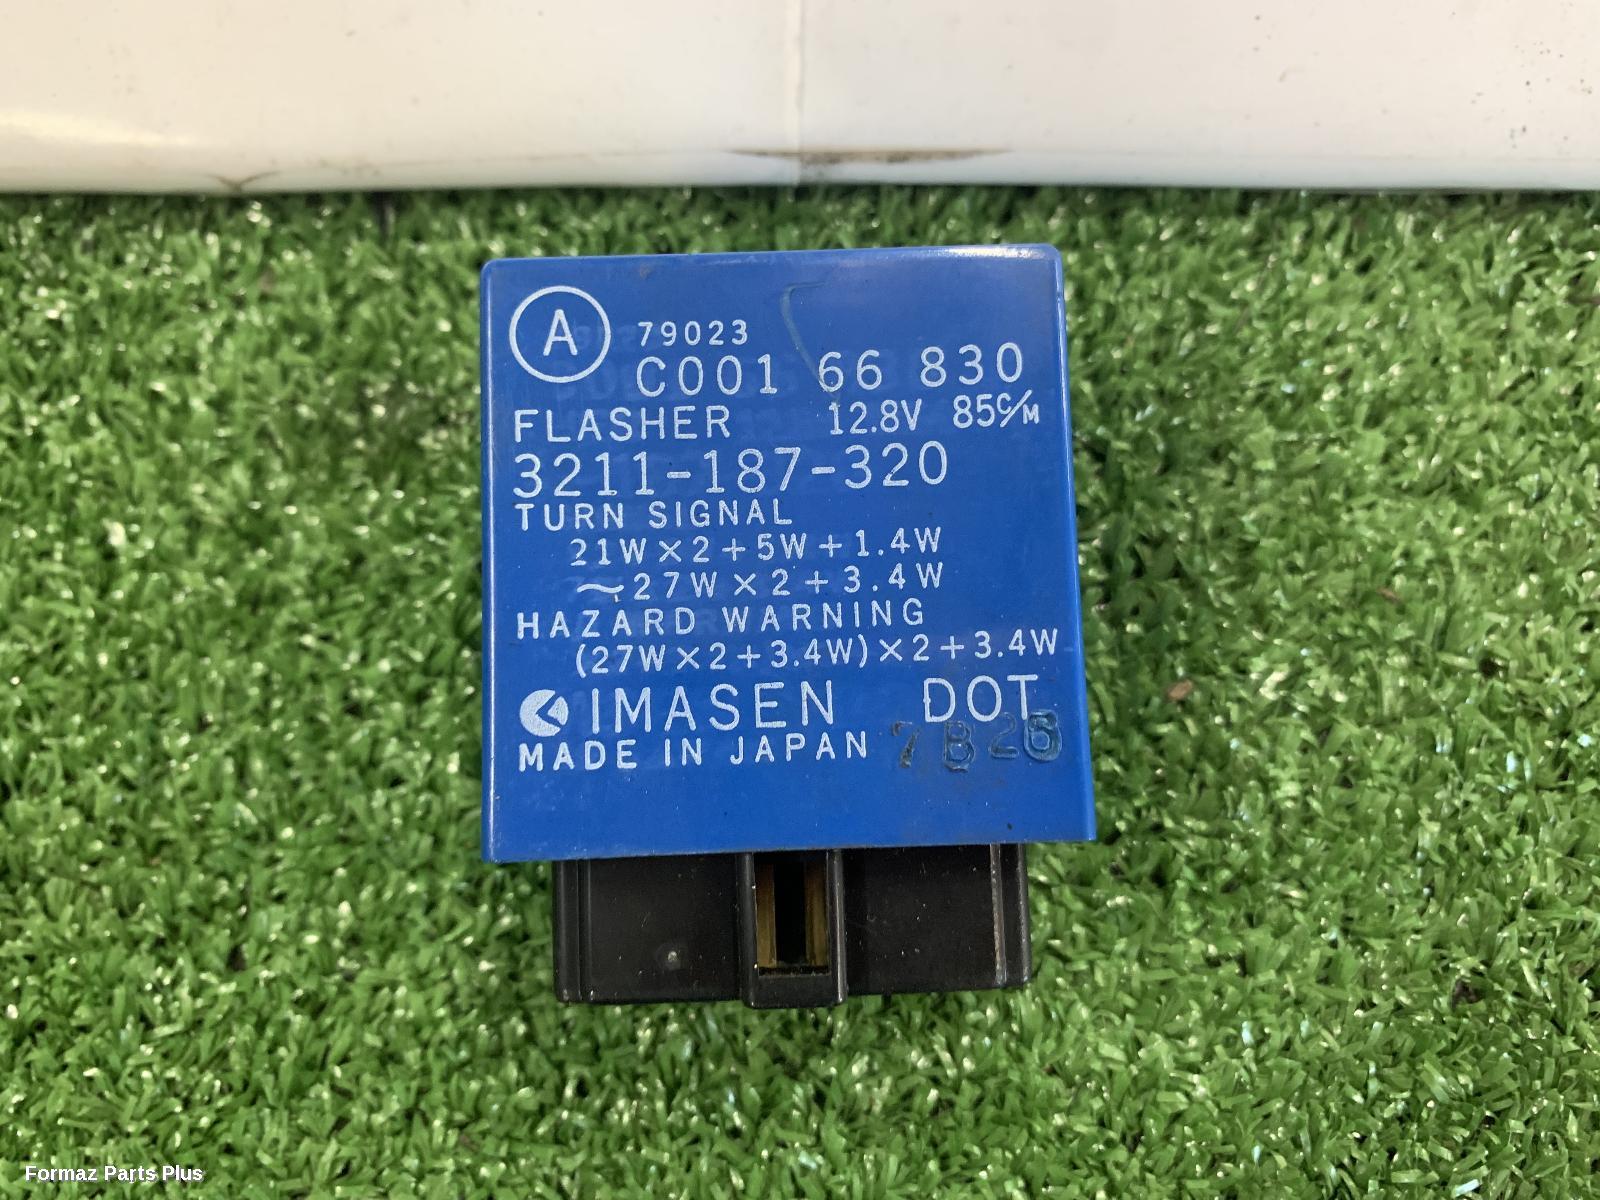 A
79023
C001 66 830
FLASHER 12.8V 85C/M
3211-187-320
TURN SIGNAL
21W×2+5W+1.4W
~27W×2+3.4W
HAZARD WARNING
(27W×2+3.4W)×2+3.4W
IMASEN DOT
MADE IN JAPAN 7B26
Formaz Parts Plus